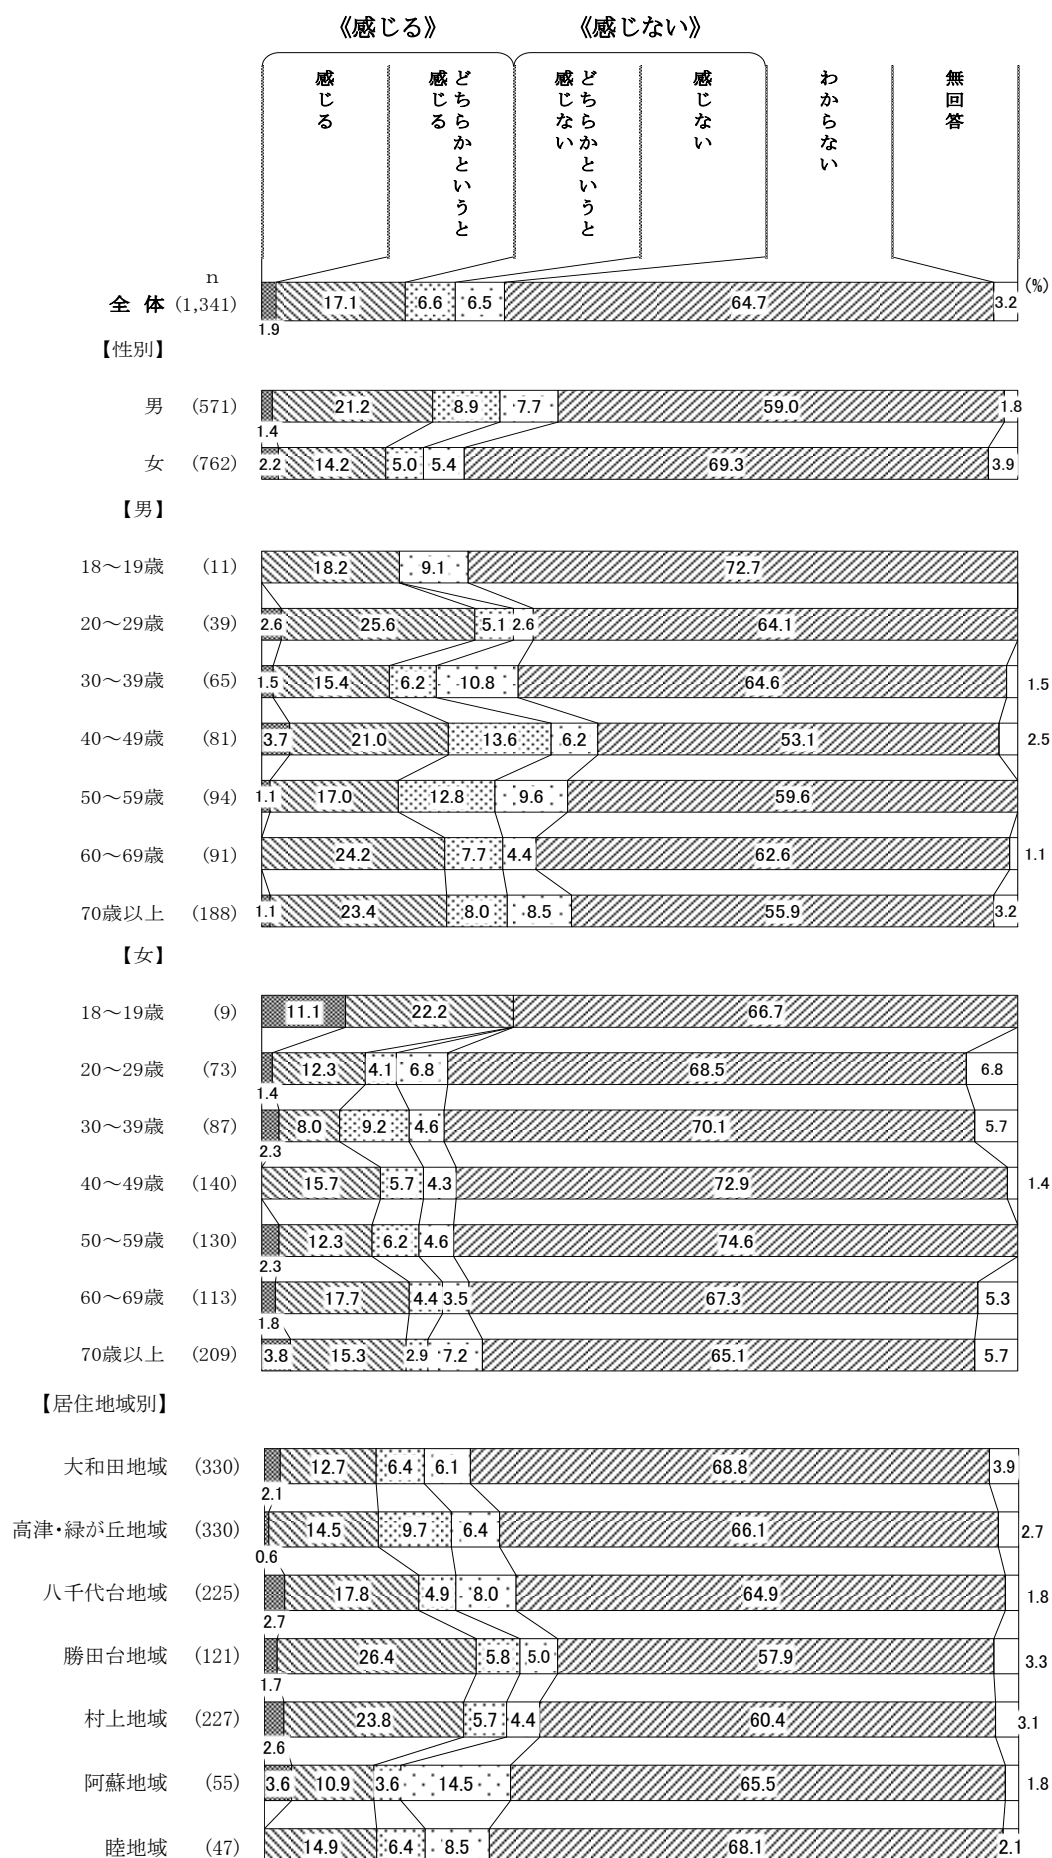 《感じる》 《感じない》
感じる
どちらかというと
感じる
どちらかというと
感じない
感じない
わからない
無回答
n
(%)
全 体 (1,341) 17.1 6.6 6.5 64.7 3.2
1.9
【性別】
男 (571) 21.2 8.9 7.7 59.0 1.8
1.4
女 (762) 2.2 14.2 5.0 5.4 69.3 3.9
【男】
18～19歳 (11) 18.2 9.1 72.7
20～29歳 (39) 2.6 25.6 5.1 2.6 64.1
30～39歳 (65) 1.5 15.4 6.2 10.8 64.6 1.5
40～49歳 (81) 3.7 21.0 13.6 6.2 53.1 2.5
50～59歳 (94) 1.1 17.0 12.8 9.6 59.6
60～69歳 (91) 24.2 7.7 4.4 62.6 1.1
70歳以上 (188) 1.1 23.4 8.0 8.5 55.9 3.2
【女】
18～19歳 (9) 11.1 22.2 66.7
20～29歳 (73) 12.3 4.1 6.8 68.5 6.8
1.4
30～39歳 (87) 8.0 9.2 4.6 70.1 5.7
2.3
40～49歳 (140) 15.7 5.7 4.3 72.9 1.4
50～59歳 (130) 12.3 6.2 4.6 74.6
2.3
60～69歳 (113) 17.7 4.4 3.5 67.3 5.3
1.8
70歳以上 (209) 3.8 15.3 2.9 7.2 65.1 5.7
【居住地域別】
大和田地域 (330) 12.7 6.4 6.1 68.8 3.9
2.1
高津・緑が丘地域 (330) 14.5 9.7 6.4 66.1 2.7
0.6
八千代台地域 (225) 17.8 4.9 8.0 64.9 1.8
2.7
勝田台地域 (121) 26.4 5.8 5.0 57.9 3.3
1.7
村上地域 (227) 23.8 5.7 4.4 60.4 3.1
2.6
阿蘇地域 (55) 3.6 10.9 3.6 14.5 65.5 1.8
睦地域 (47) 14.9 6.4 8.5 68.1 2.1